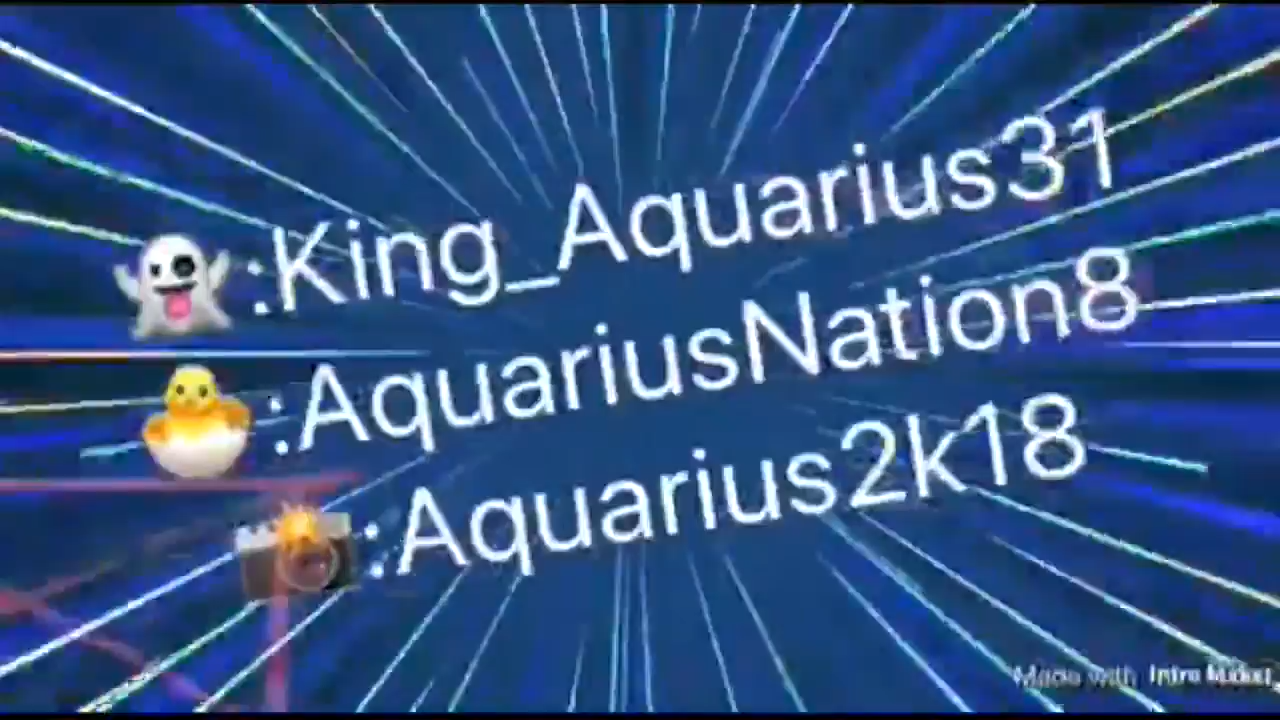 👻:King_Aquarius31
🐣:AquariusNation8
📸:Aquarius2k18
Made with Intro Maker